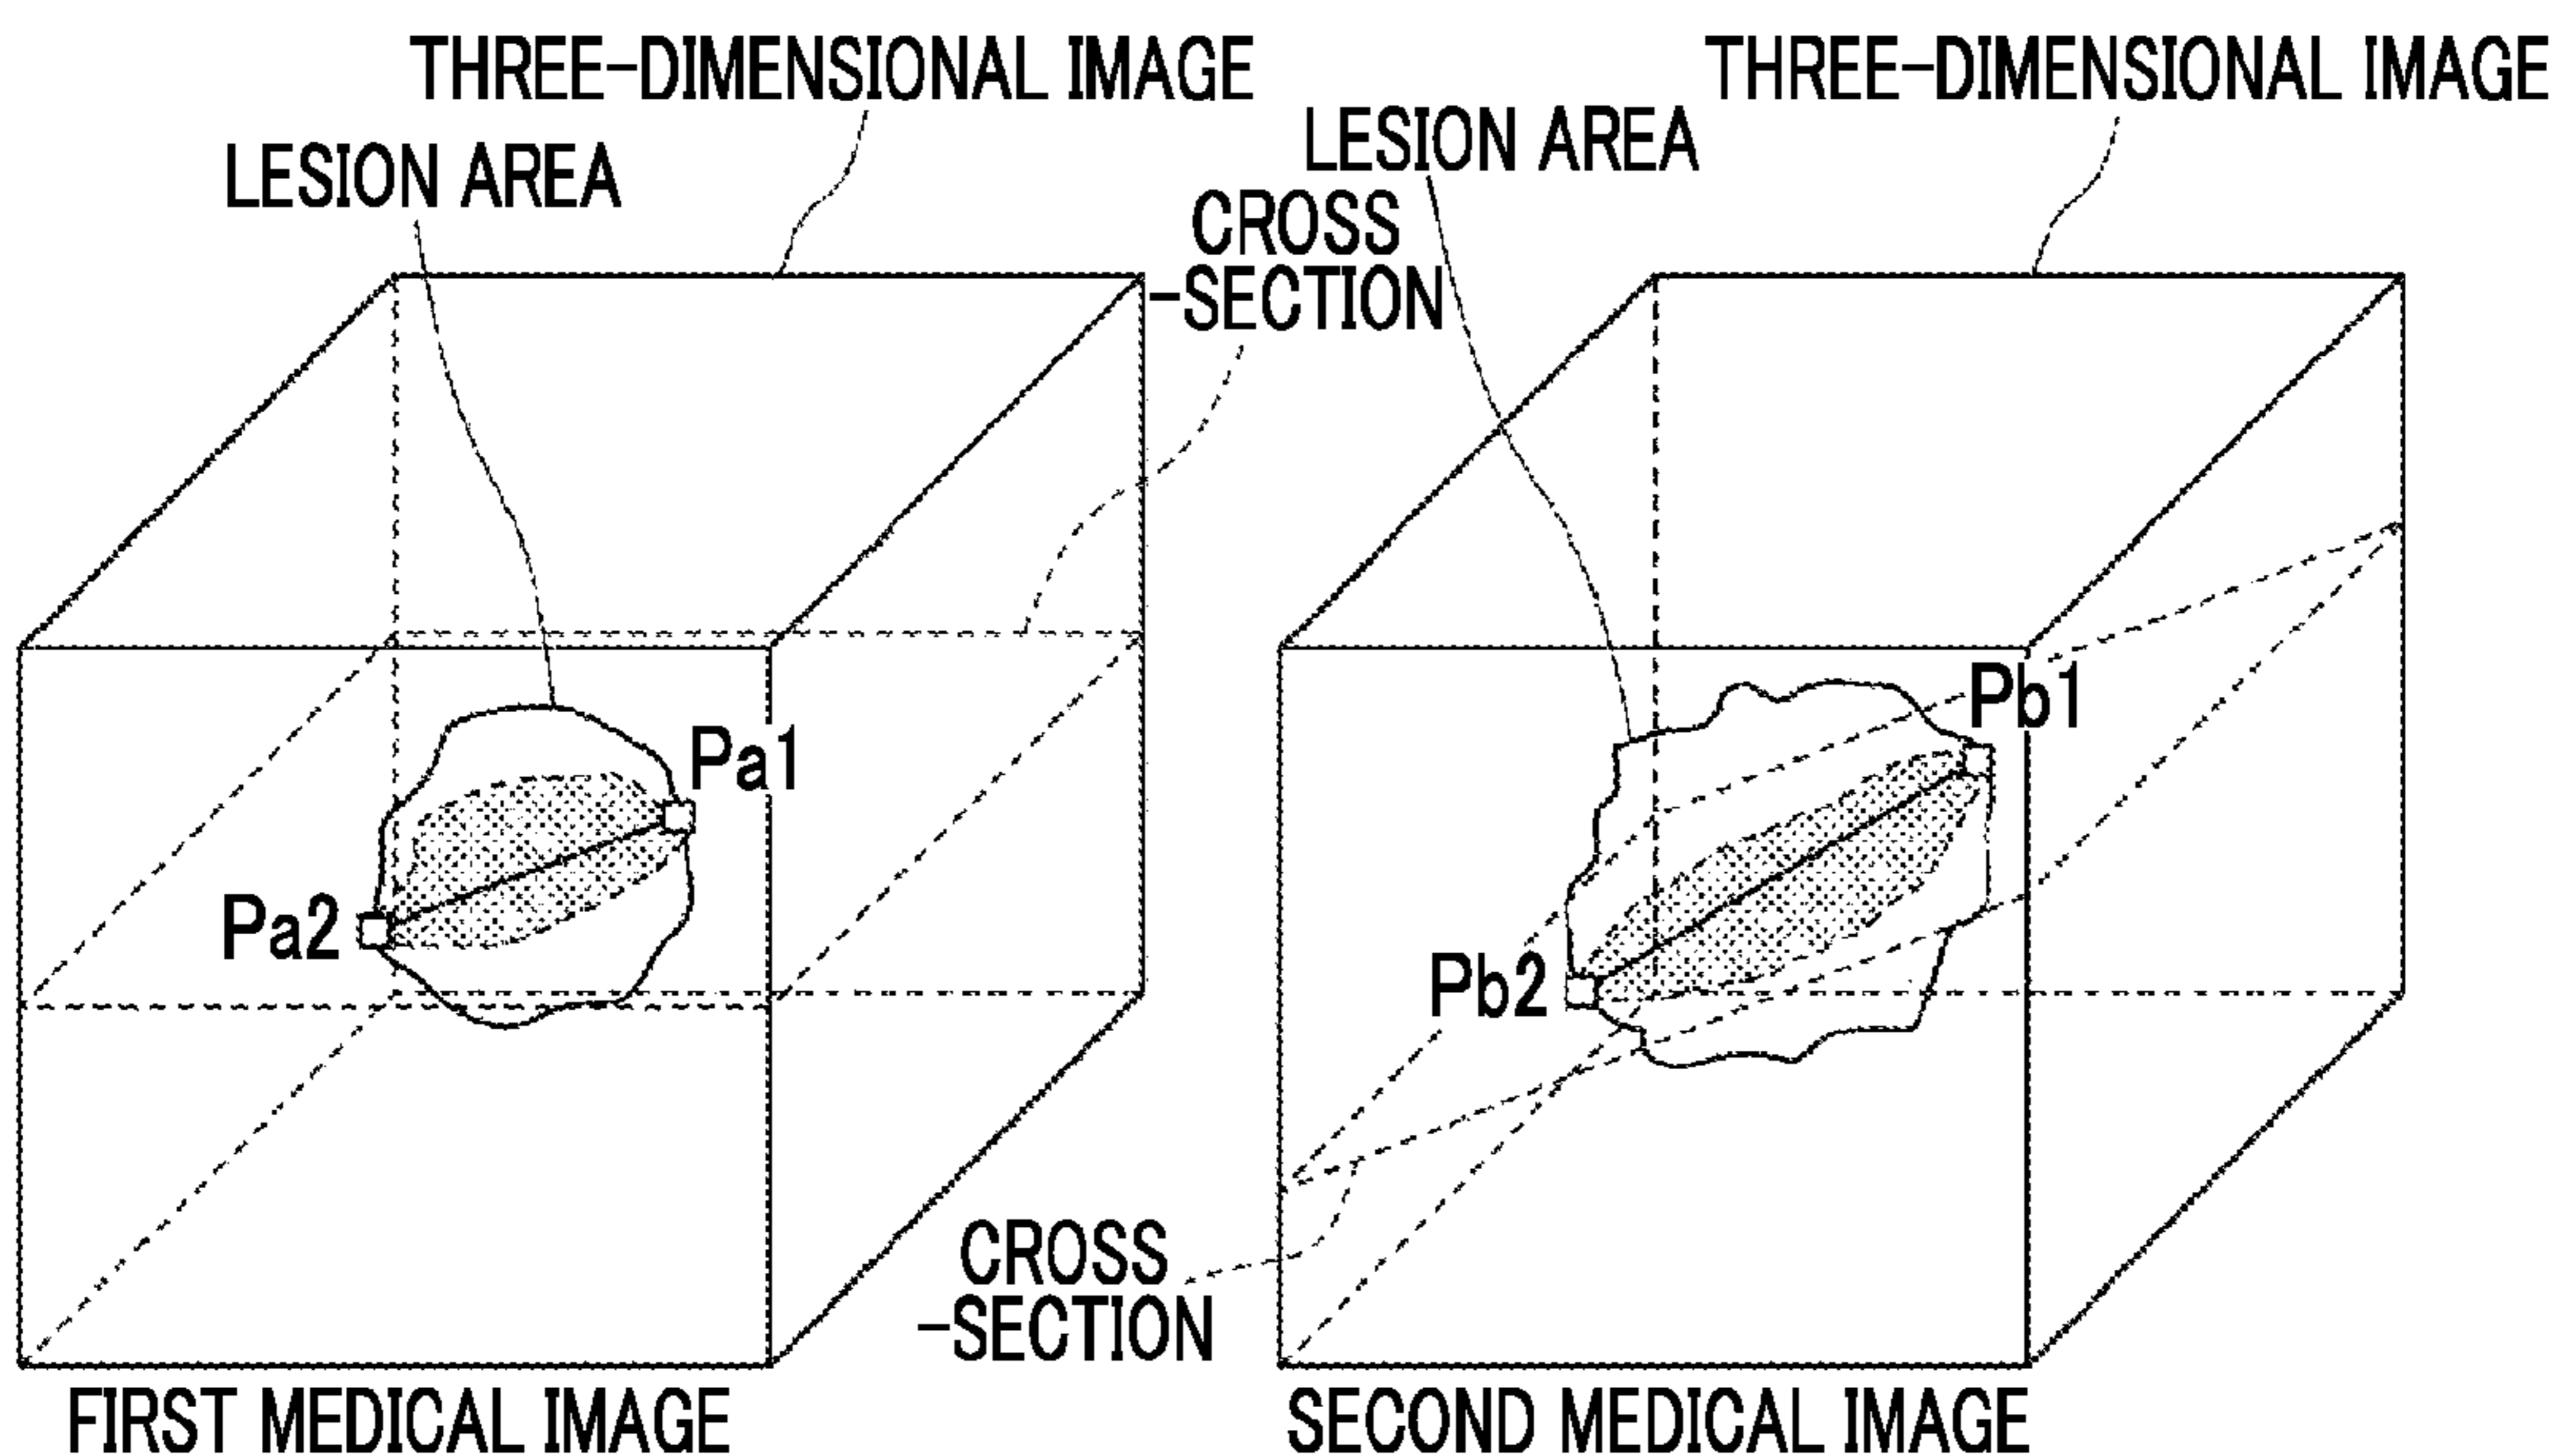 THREE-DIMENSIONAL IMAGE
LESION AREA
CROSS
-SECTION
Pa1
Pa2
FIRST MEDICAL IMAGE
THREE-DIMENSIONAL IMAGE
LESION AREA
Pb1
Pb2
CROSS
-SECTION
SECOND MEDICAL IMAGE